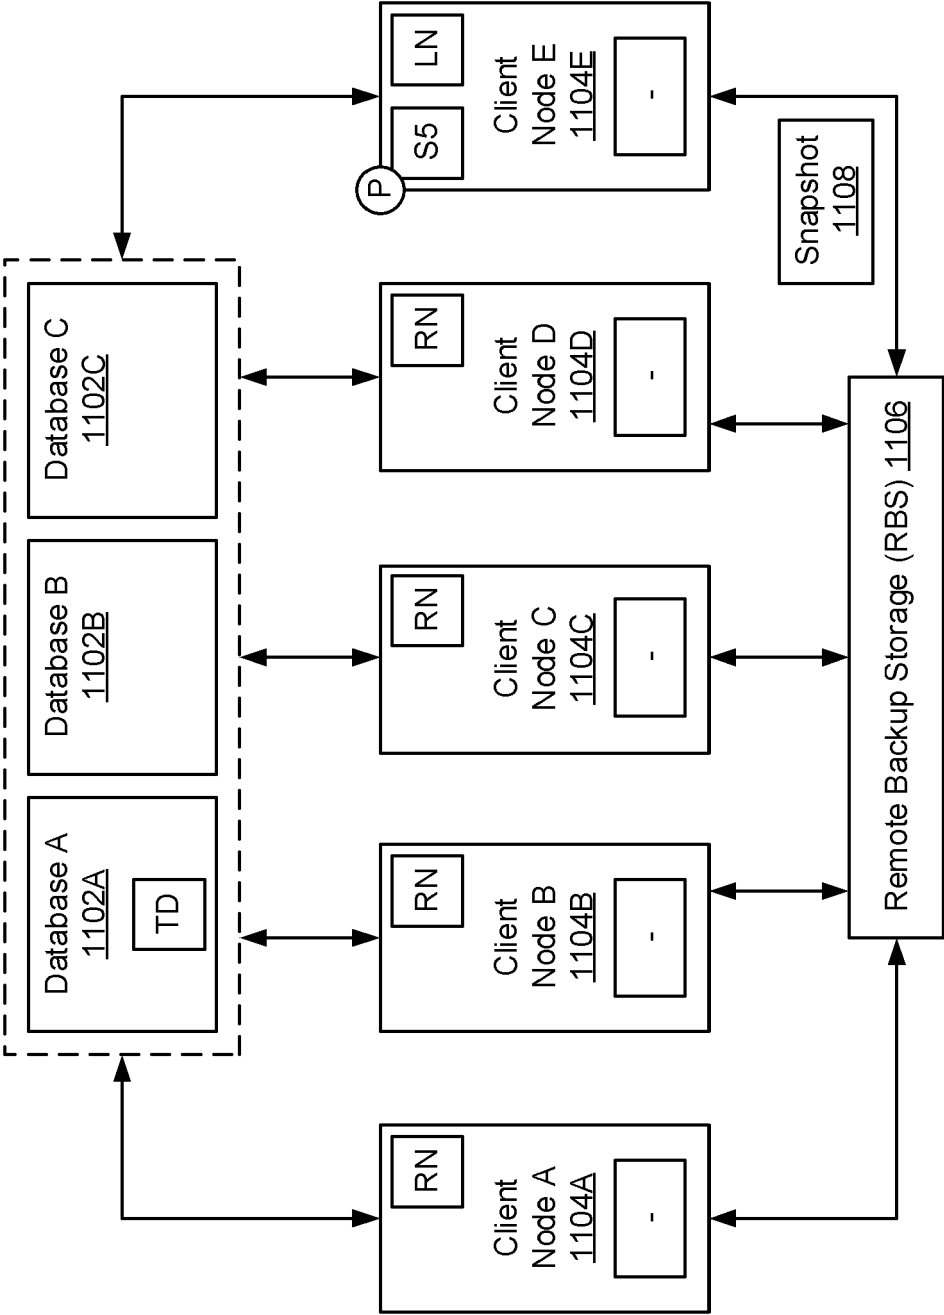 Database A
1102A
TD
Database B
1102B
Database C
1102C
RN
Client
Node A
1104A
-
RN
Client
Node B
1104B
-
RN
Client
Node C
1104C
-
RN
Client
Node D
1104D
-
P
S5
LN
Client
Node E
1104E
-
Snapshot
1108
Remote Backup Storage (RBS) 1106